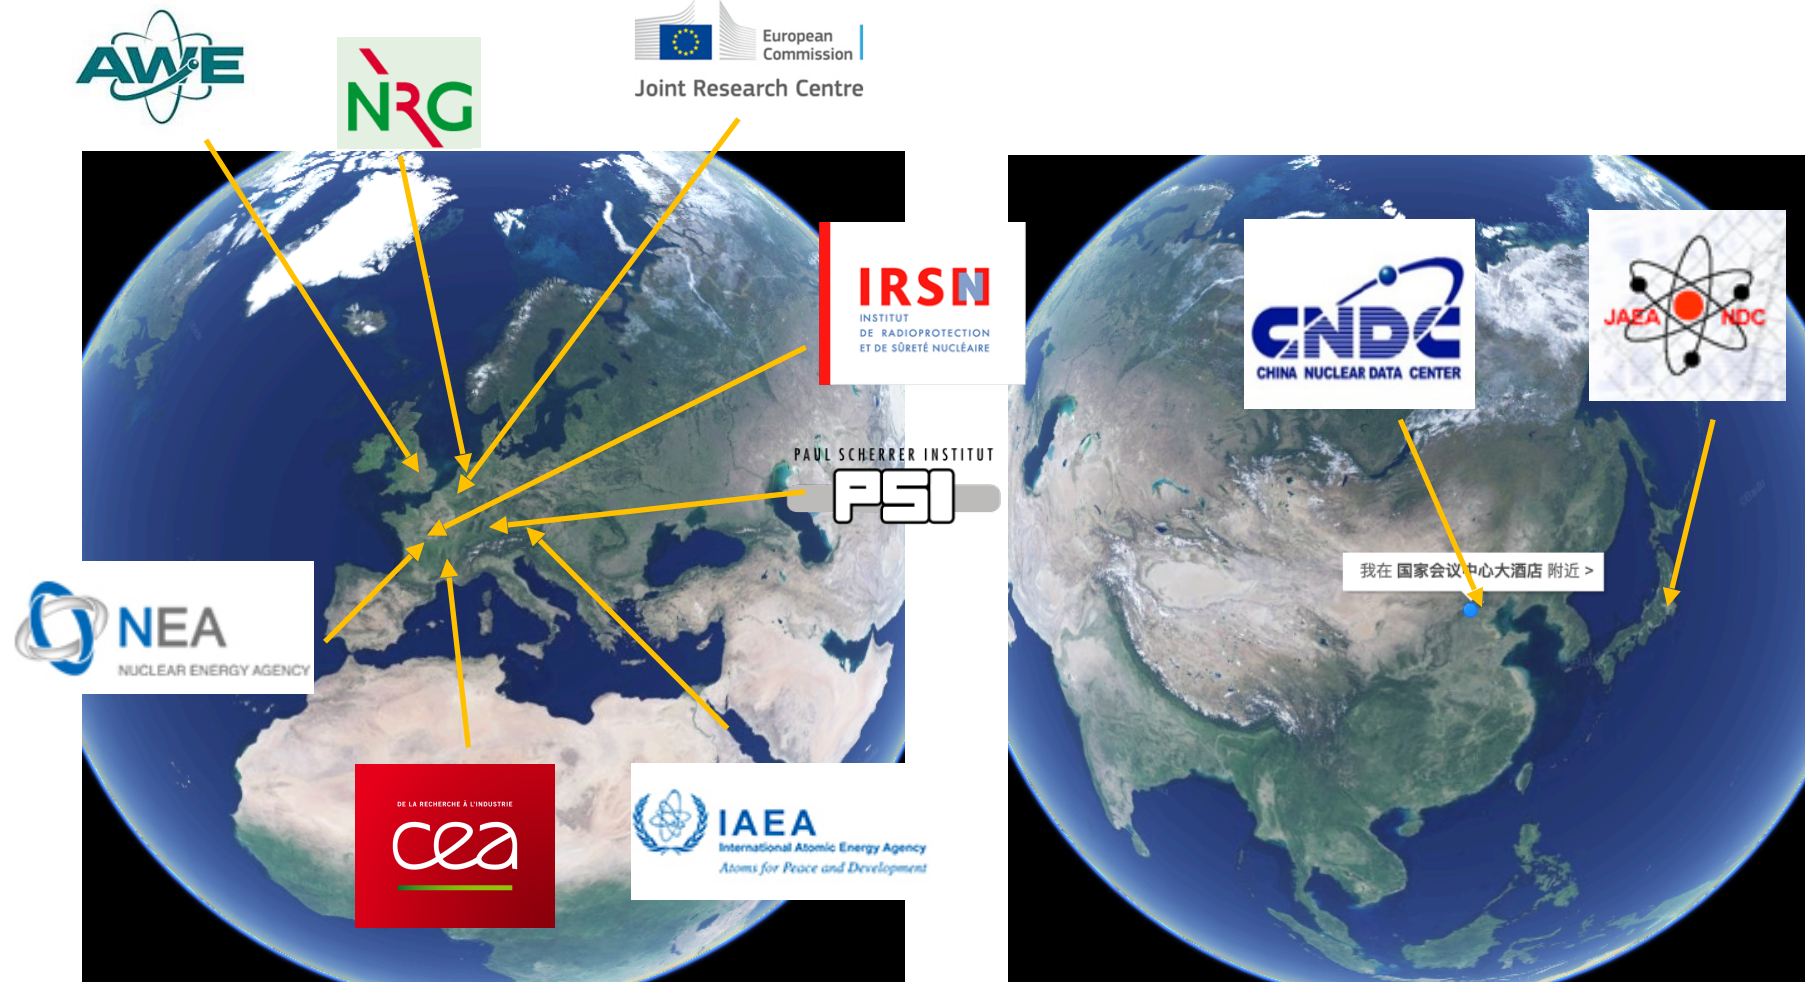 AWE
NRG
European
Commission
Joint Research Centre
IRSN
INSTITUT
DE RADIOPROTECTION
ET DE SÛRETÉ NUCLÉAIRE
PAUL SCHERRER INSTITUT
PSI
NEA
NUCLEAR ENERGY AGENCY
DE LA RECHERCHE À L'INDUSTRIE
cea
IAEA
International Atomic Energy Agency
Atoms for Peace and Development
CNDC
CHINA NUCLEAR DATA CENTER
JAEA NDC
我在 国家会议中心大酒店 附近 >